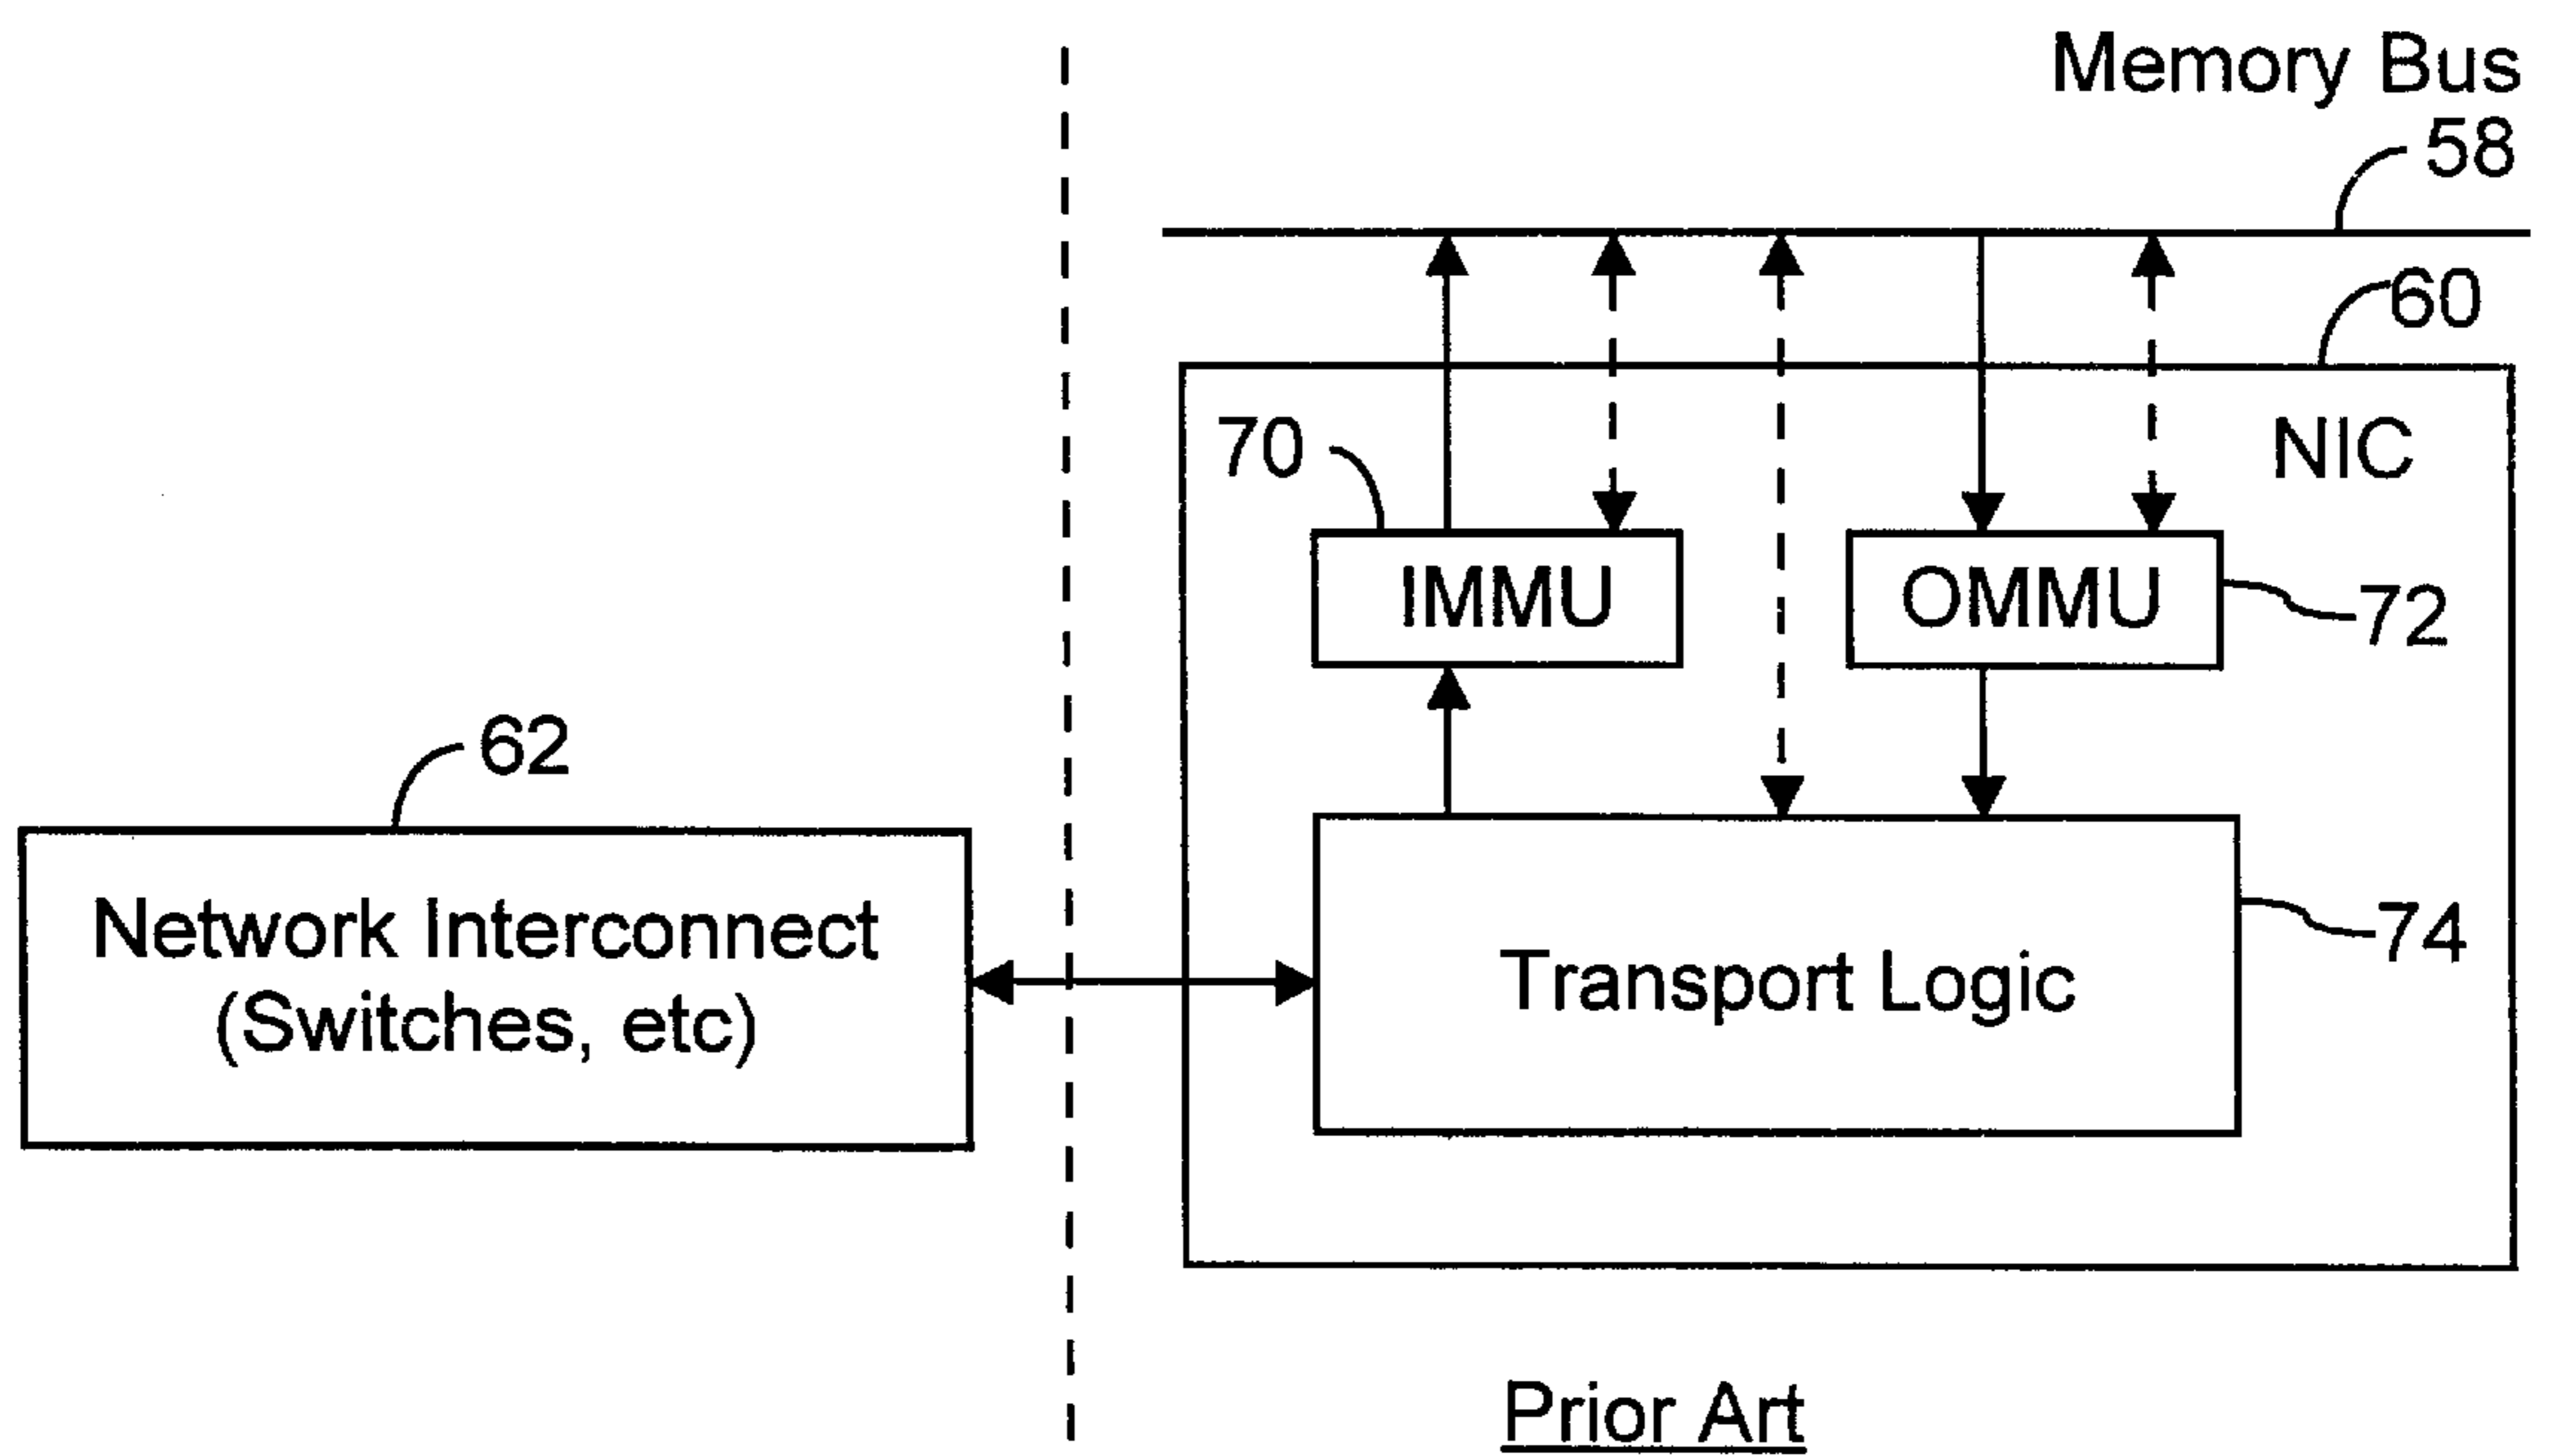 Memory Bus
58
60
NIC
70
IMMU
OMMU
72
62
Network Interconnect
(Switches, etc)
Transport Logic
74
Prior Art